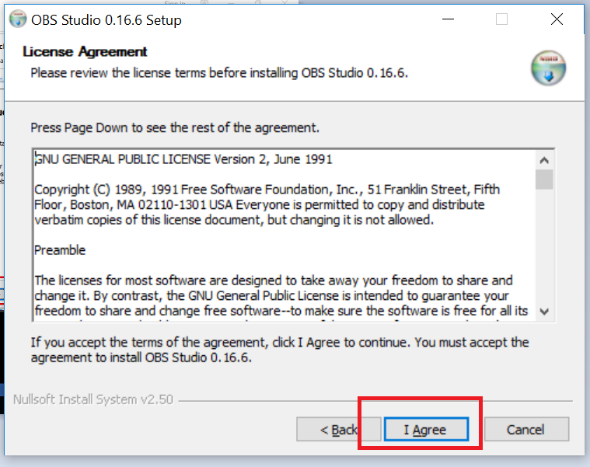 OBS Studio 0.16.6 Setup
License Agreement
Please review the license terms before installing OBS Studio 0.16.6.
Press Page Down to see the rest of the agreement.
GNU GENERAL PUBLIC LICENSE Version 2, June 1991
Copyright (C) 1989, 1991 Free Software Foundation, Inc., 51 Franklin Street, Fifth
Floor, Boston, MA 02110-1301 USA Everyone is permitted to copy and distribute
verbatim copies of this license document, but changing it is not allowed.
Preamble
The licenses for most software are designed to take away your freedom to share and
change it. By contrast, the GNU General Public License is intended to guarantee your
freedom to share and change free software--to make sure the software is free for all its
If you accept the terms of the agreement, click I Agree to continue. You must accept the
agreement to install OBS Studio 0.16.6.
Nullsoft Install System v2.50
< Back
I Agree
Cancel